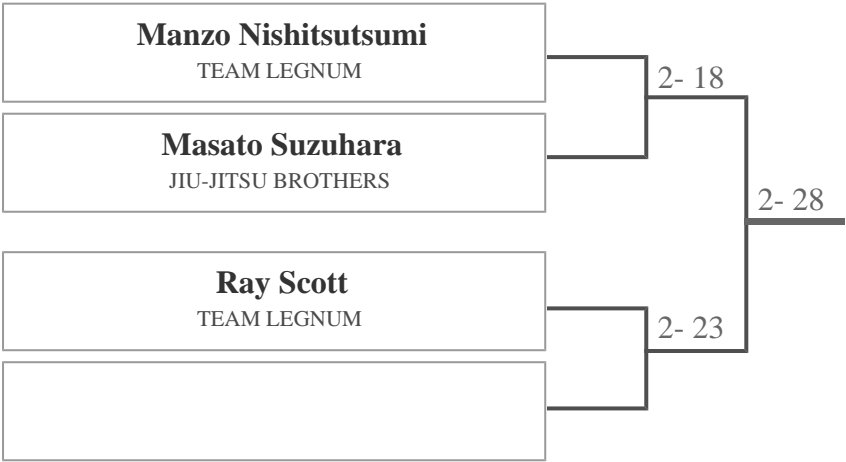 Manzo Nishitsutsumi
TEAM LEGNUM
2- 18
Masato Suzuhara
JIU-JITSU BROTHERS
2- 28
Ray Scott
TEAM LEGNUM
2- 23